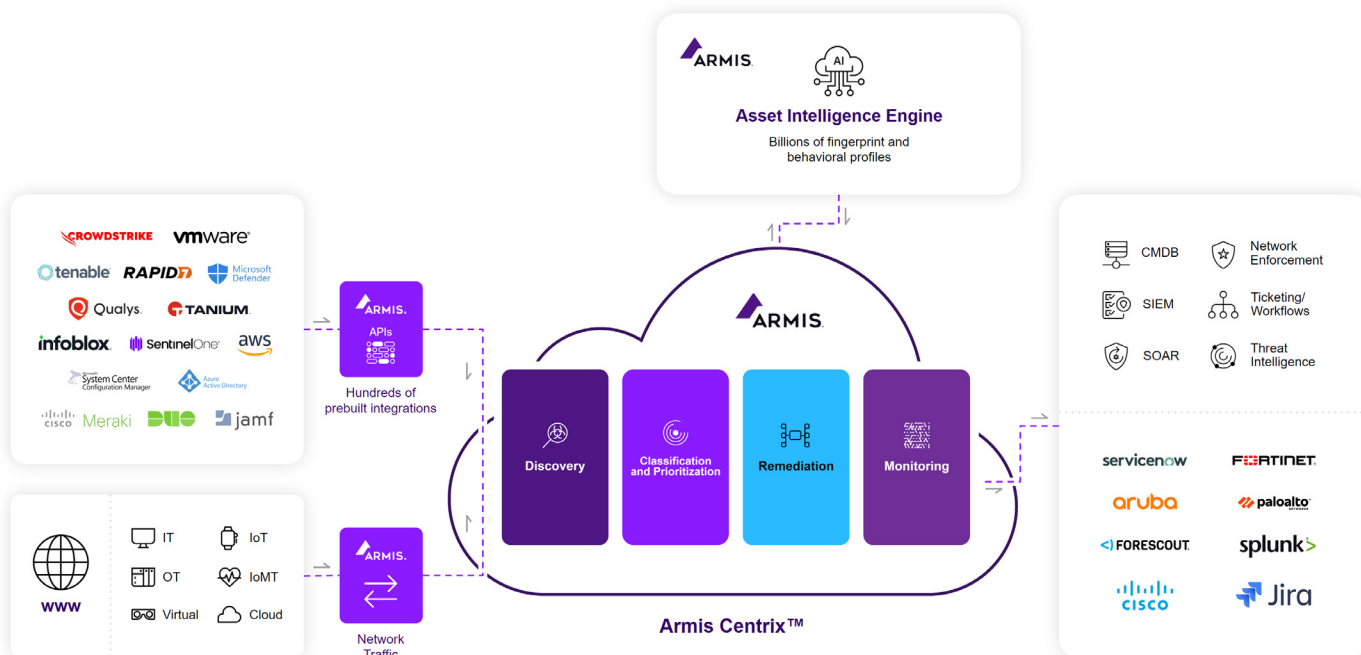 ARMIS.
AI
Asset Intelligence Engine
Billions of fingerprint and
behavioral profiles
CROWDSTRIKE
vmware®
tenable
RAPID7
Microsoft
Defender
Qualys.
TANIUM.
infoblox.
SentinelOne®
aws
Microsoft
System Center
Configuration Manager
Azure
Active Directory
CISCO Meraki
DUO
jamf
ARMIS.
APIs
Hundreds of
prebuilt integrations
WWW
IT
IoT
OT
IoMT
Virtual
Cloud
ARMIS.
Network
Traffic
ARMIS.
Discovery
Classification
and Prioritization
Remediation
Monitoring
Armis Centrix™
CMDB
Network
Enforcement
SIEM
Ticketing/
Workflows
SOAR
Threat
Intelligence
servicenow
FORTINET.
aruba
paloalto®
NETWORKS
FORESCOUT.
splunk>
CISCO
Jira